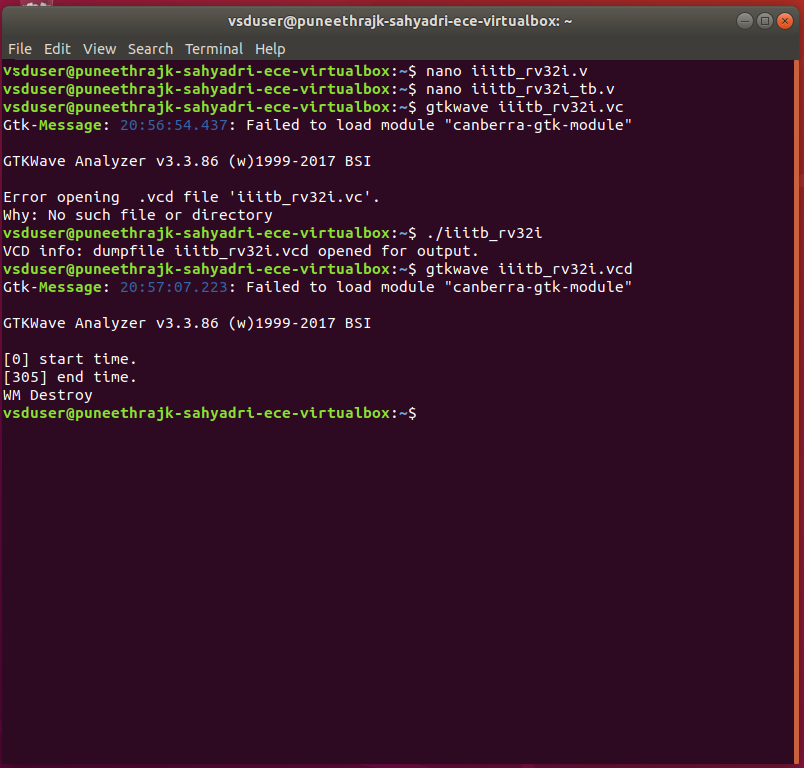 vsduser@puneethrajk-sahyadri-ece-virtualbox: ~
File Edit View Search Terminal Help
vsduser@puneethrajk-sahyadri-ece-virtualbox:~$ nano iiitb_rv32i.v
vsduser@puneethrajk-sahyadri-ece-virtualbox:~$ nano iiitb_rv32i_tb.v
vsduser@puneethrajk-sahyadri-ece-virtualbox:~$ gtkwave iiitb_rv32i.vc
Gtk-Message: 20:56:54.437: Failed to load module "canberra-gtk-module"
GTKWave Analyzer v3.3.86 (w)1999-2017 BSI
Error opening  .vcd file 'iiitb_rv32i.vc'.
Why: No such file or directory
vsduser@puneethrajk-sahyadri-ece-virtualbox:~$ ./iiitb_rv32i
VCD info: dumpfile iiitb_rv32i.vcd opened for output.
vsduser@puneethrajk-sahyadri-ece-virtualbox:~$ gtkwave iiitb_rv32i.vcd
Gtk-Message: 20:57:07.223: Failed to load module "canberra-gtk-module"
GTKWave Analyzer v3.3.86 (w)1999-2017 BSI
[0] start time.
[305] end time.
WM Destroy
vsduser@puneethrajk-sahyadri-ece-virtualbox:~$